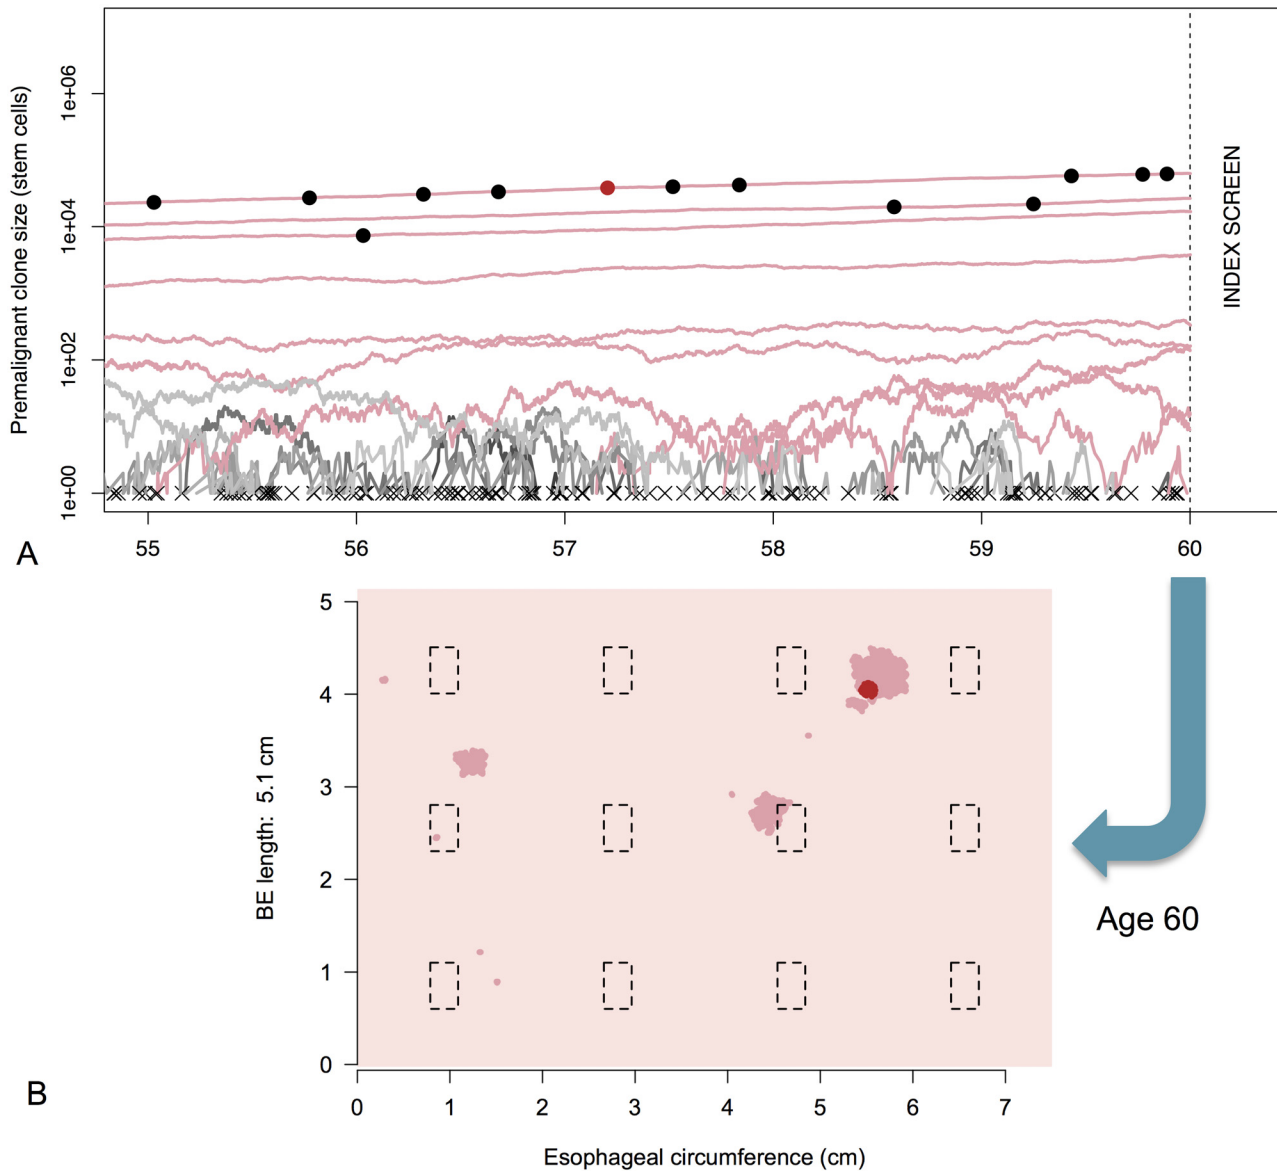 Premalignant clone size (stem cells)
1e+06
1e+04
1e+02
1e+00
INDEX SCREEN
55 56 57 58 59 60
A
5
4
3
2
1
0
BE length: 5.1 cm
Age 60
0 1 2 3 4 5 6 7
B
Esophageal circumference (cm)